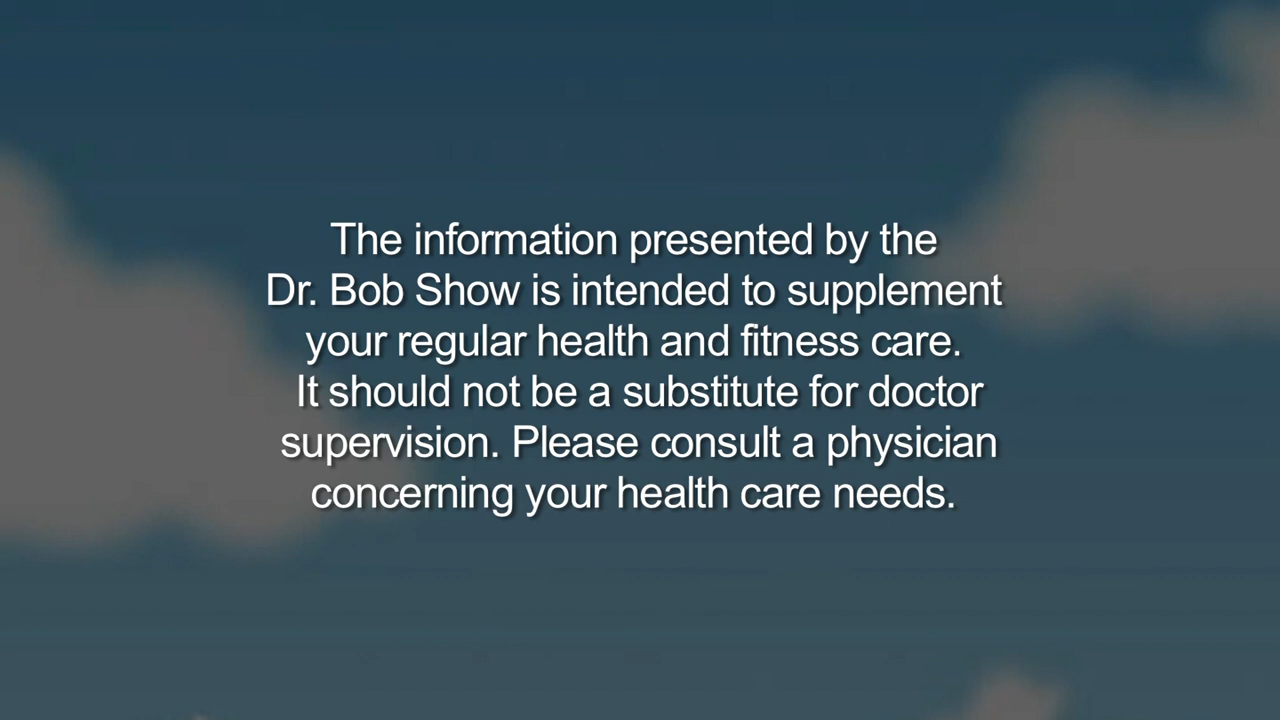 The information presented by the
Dr. Bob Show is intended to supplement
your regular health and fitness care.
It should not be a substitute for doctor
supervision. Please consult a physician
concerning your health care needs.